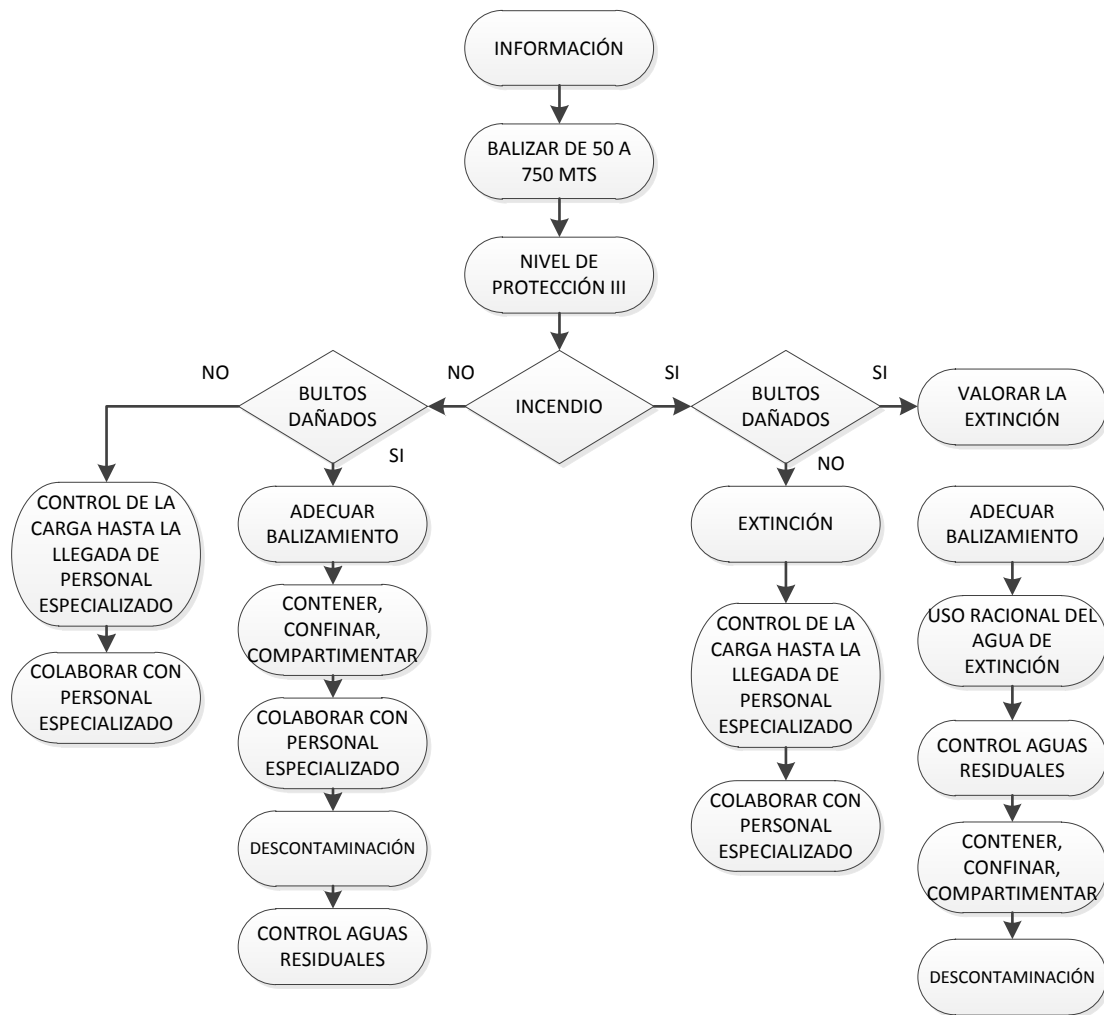 INFORMACIÓN
BALIZAR DE 50 A
750 MTS
NIVEL DE
PROTECCIÓN III
NO
BULTOS
DAÑADOS
NO
INCENDIO
SI
BULTOS
DAÑADOS
SI
VALORAR LA
EXTINCIÓN
SI
NO
CONTROL DE LA
CARGA HASTA LA
LLEGADA DE
PERSONAL
ESPECIALIZADO
COLABORAR CON
PERSONAL
ESPECIALIZADO
ADECUAR
BALIZAMIENTO
CONTENER,
CONFINAR,
COMPARTIMENTAR
COLABORAR CON
PERSONAL
ESPECIALIZADO
DESCONTAMINACIÓN
CONTROL AGUAS
RESIDUALES
EXTINCIÓN
CONTROL DE LA
CARGA HASTA LA
LLEGADA DE
PERSONAL
ESPECIALIZADO
COLABORAR CON
PERSONAL
ESPECIALIZADO
ADECUAR
BALIZAMIENTO
USO RACIONAL DEL
AGUA DE
EXTINCIÓN
CONTROL AGUAS
RESIDUALES
CONTENER,
CONFINAR,
COMPARTIMENTAR
DESCONTAMINACIÓN